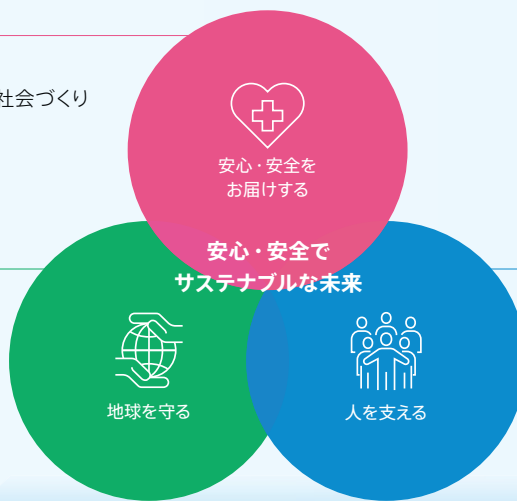 社会づくり
安心・安全を
お届けする
安心・安全で
サステナブルな未来
地球を守る
人を支える